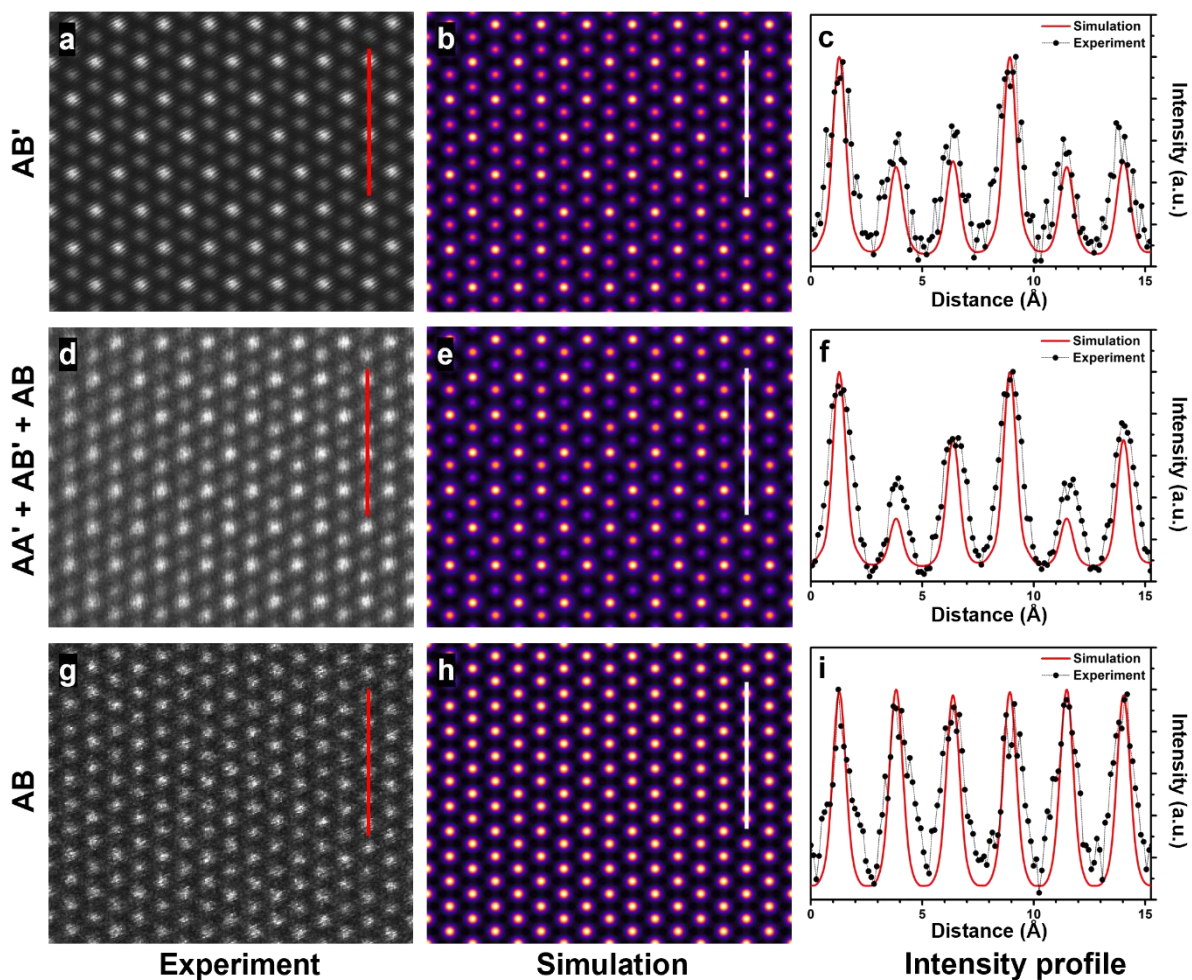 a
b
c
Simulation
Experiment
Intensity (a.u.)
0 5 10 15
Distance (Å)
AB'
d
e
f
Simulation
Experiment
Intensity (a.u.)
0 5 10 15
Distance (Å)
AA' + AB' + AB
g
h
i
Simulation
Experiment
Intensity (a.u.)
0 5 10 15
Distance (Å)
AB
Experiment
Simulation
Intensity profile